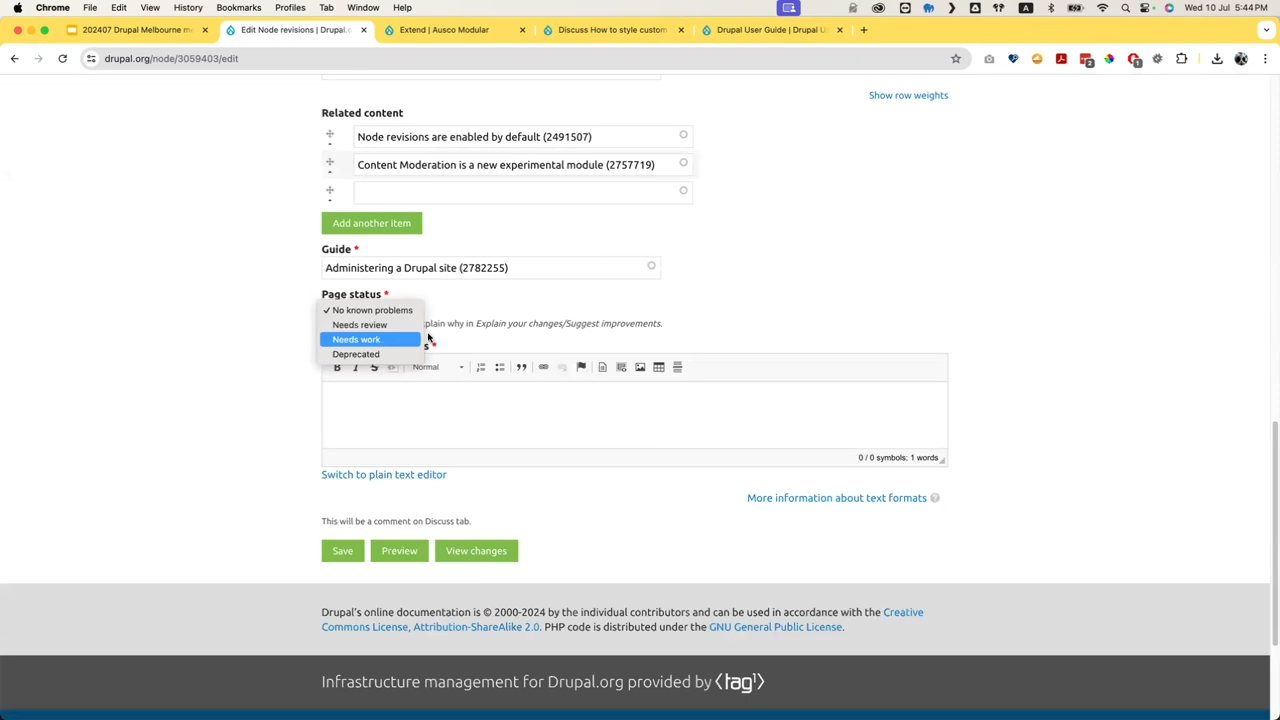 Chrome File Edit View History Bookmarks Profiles Tab Window Help
Wed 10 Jul 5:44 PM
202407 Drupal Melbourne m
Edit Node revisions | Drupal.o
Extend | Ausco Modular
Discuss How to style custom
Drupal User Guide | Drupal U
drupal.org/node/3059403/edit
Show row weights
Related content
Node revisions are enabled by default (2491507)
Content Moderation is a new experimental module (2757719)
Add another item
Guide *
Administering a Drupal site (2782255)
Page status *
✓ No known problems
Needs review
xplain why in Explain your changes/Suggest improvements.
Needs work
s *
Deprecated
B I S Normal
0 / 0 symbols; 1 words
Switch to plain text editor
More information about text formats ?
This will be a comment on Discuss tab.
Save Preview View changes
Drupal's online documentation is © 2000-2024 by the individual contributors and can be used in accordance with the Creative
Commons License, Attribution-ShareAlike 2.0. PHP code is distributed under the GNU General Public License.
Infrastructure management for Drupal.org provided by ⟨tag1⟩